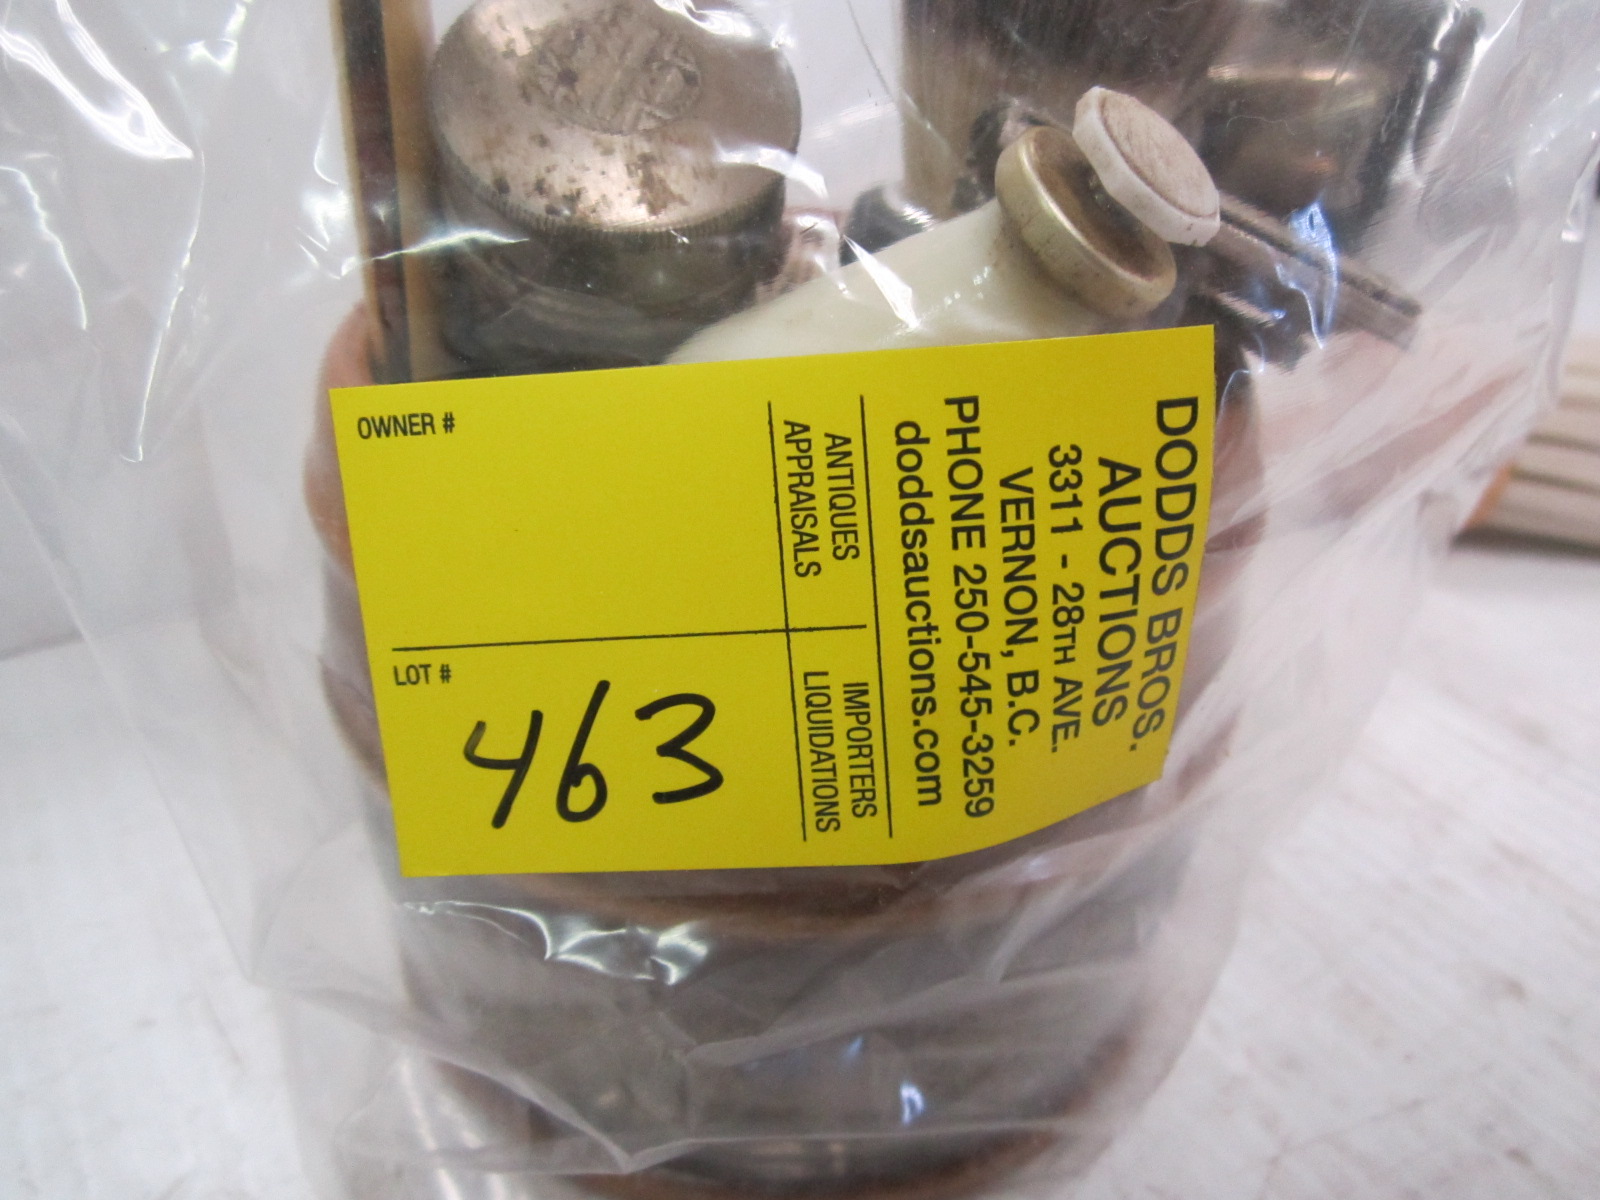 DODDS BROS.
AUCTIONS
3311 - 28TH AVE.
VERNON, B.C.
PHONE 250-545-3259
doddsauctions.com
ANTIQUES
APPRAISALS
IMPORTERS
LIQUIDATIONS
OWNER #
LOT #
463